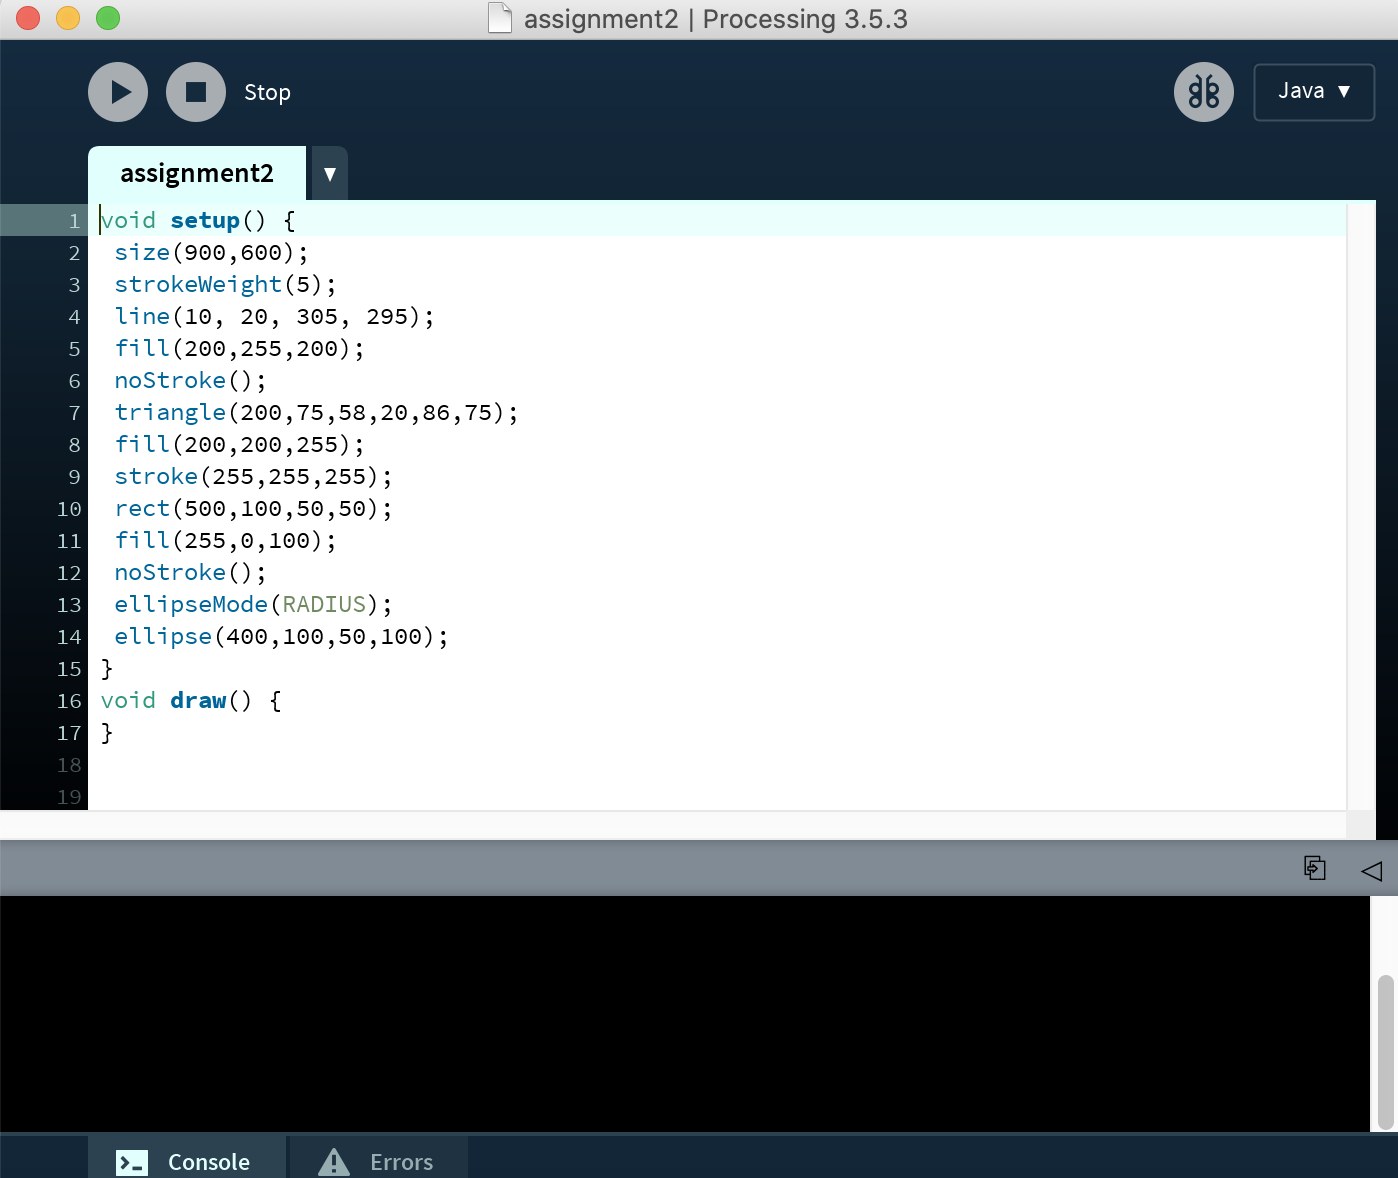 assignment2 | Processing 3.5.3
Stop
Java ▼
assignment2 ▼
1 void setup() {
2 size(900,600);
3 strokeWeight(5);
4 line(10, 20, 305, 295);
5 fill(200,255,200);
6 noStroke();
7 triangle(200,75,58,20,86,75);
8 fill(200,200,255);
9 stroke(255,255,255);
10 rect(500,100,50,50);
11 fill(255,0,100);
12 noStroke();
13 ellipseMode(RADIUS);
14 ellipse(400,100,50,100);
15 }
16 void draw() {
17 }
18
19
Console
Errors